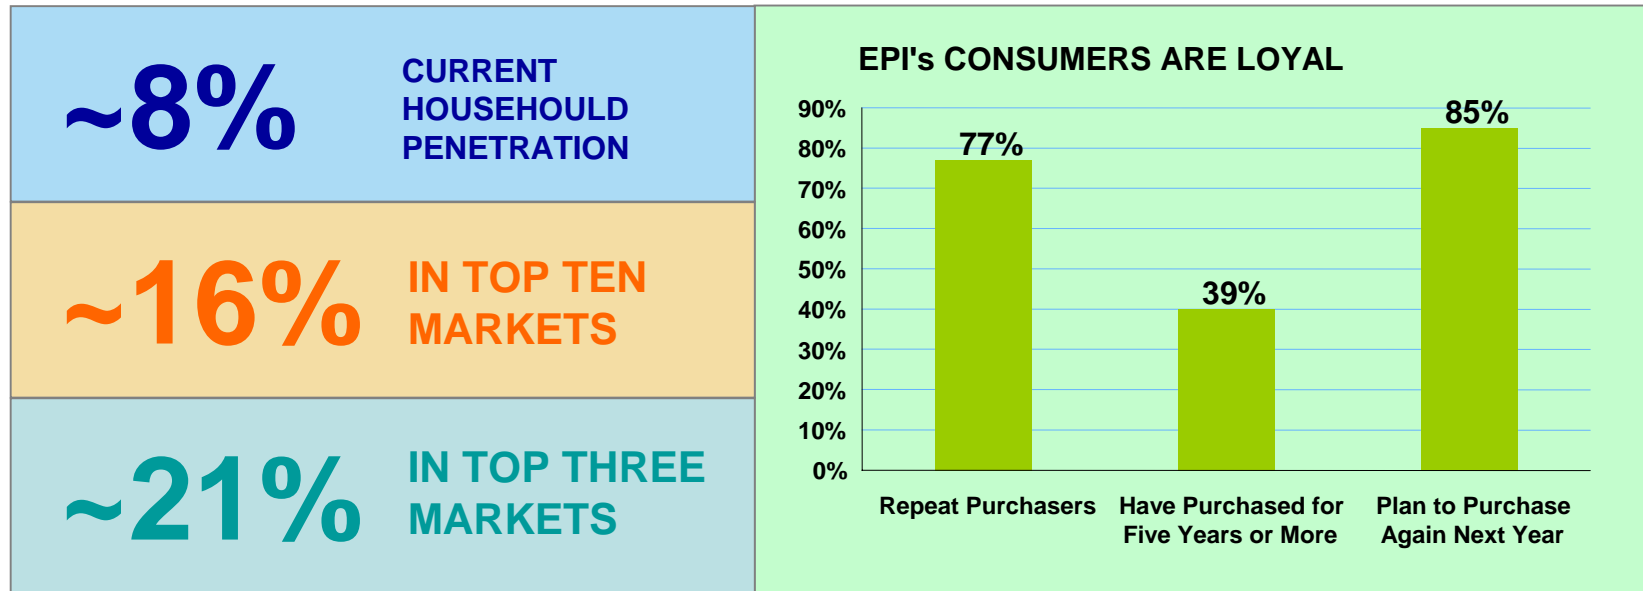 ~8%
CURRENT
HOUSEHOULD
PENETRATION
~16%
IN TOP TEN
MARKETS
~21%
IN TOP THREE
MARKETS
EPI's CONSUMERS ARE LOYAL
90%
80%
70%
60%
50%
40%
30%
20%
10%
0%
77%
39%
85%
Repeat Purchasers
Have Purchased for
Five Years or More
Plan to Purchase
Again Next Year